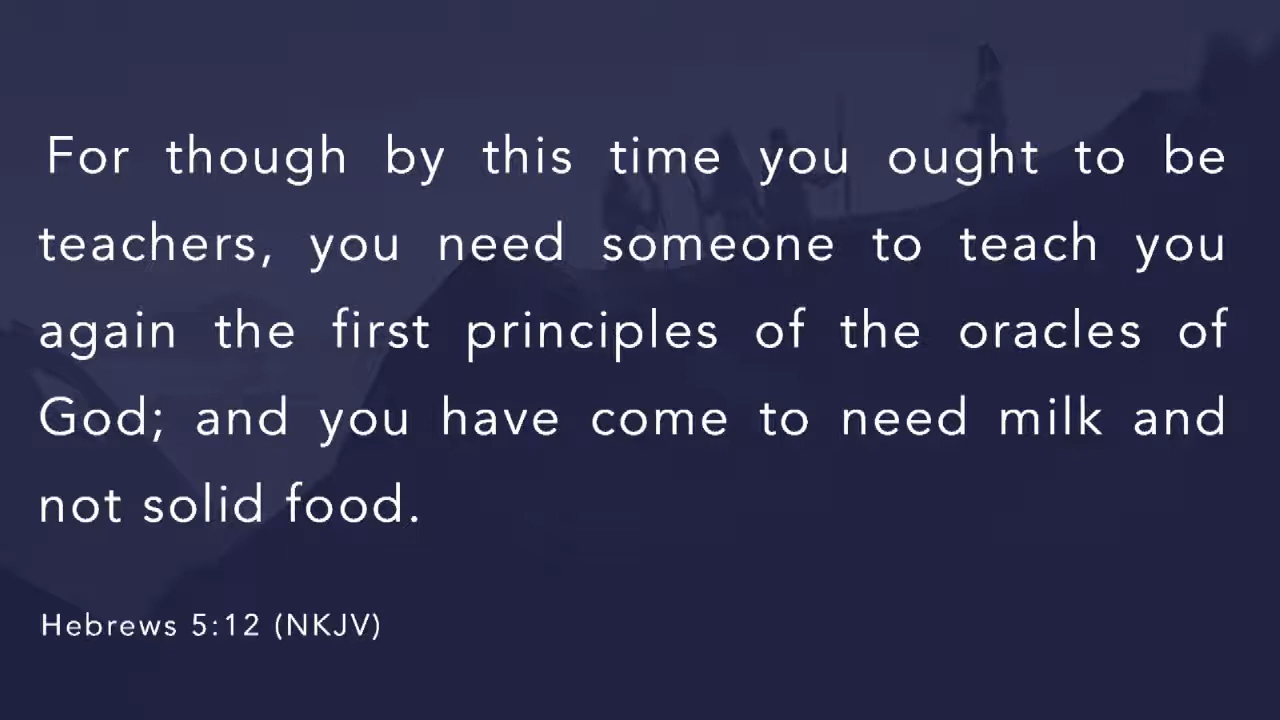 For though by this time you ought to be
teachers, you need someone to teach you
again the first principles of the oracles of
God; and you have come to need milk and
not solid food.
Hebrews 5:12 (NKJV)